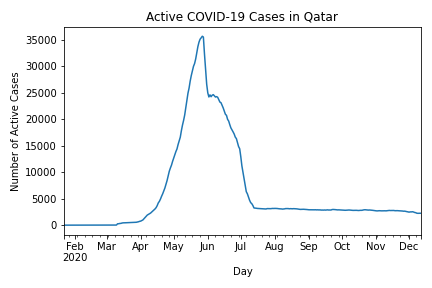 Active COVID-19 Cases in Qatar
Number of Active Cases
35000
30000
25000
20000
15000
10000
5000
0
Feb Mar Apr May Jun Jul Aug Sep Oct Nov Dec
2020
Day